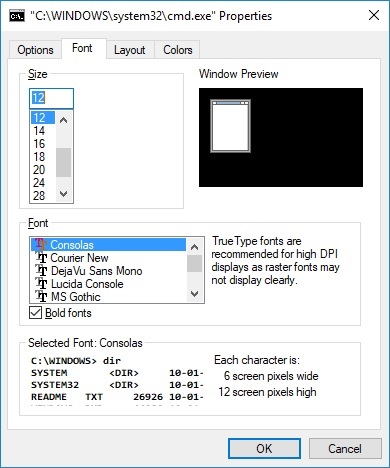 "C:\WINDOWS\system32\cmd.exe" Properties
Options Font Layout Colors
Size
12
12
14
16
18
20
24
28
Window Preview
Font
Consolas
Courier New
DejaVu Sans Mono
Lucida Console
MS Gothic
Bold fonts
TrueType fonts are
recommended for high DPI
displays as raster fonts may
not display clearly.
Selected Font: Consolas
C:\WINDOWS> dir
SYSTEM <DIR> 10-01-
SYSTEM32 <DIR> 10-01-
README TXT 26926 10-01-
Each character is:
6 screen pixels wide
12 screen pixels high
OK Cancel